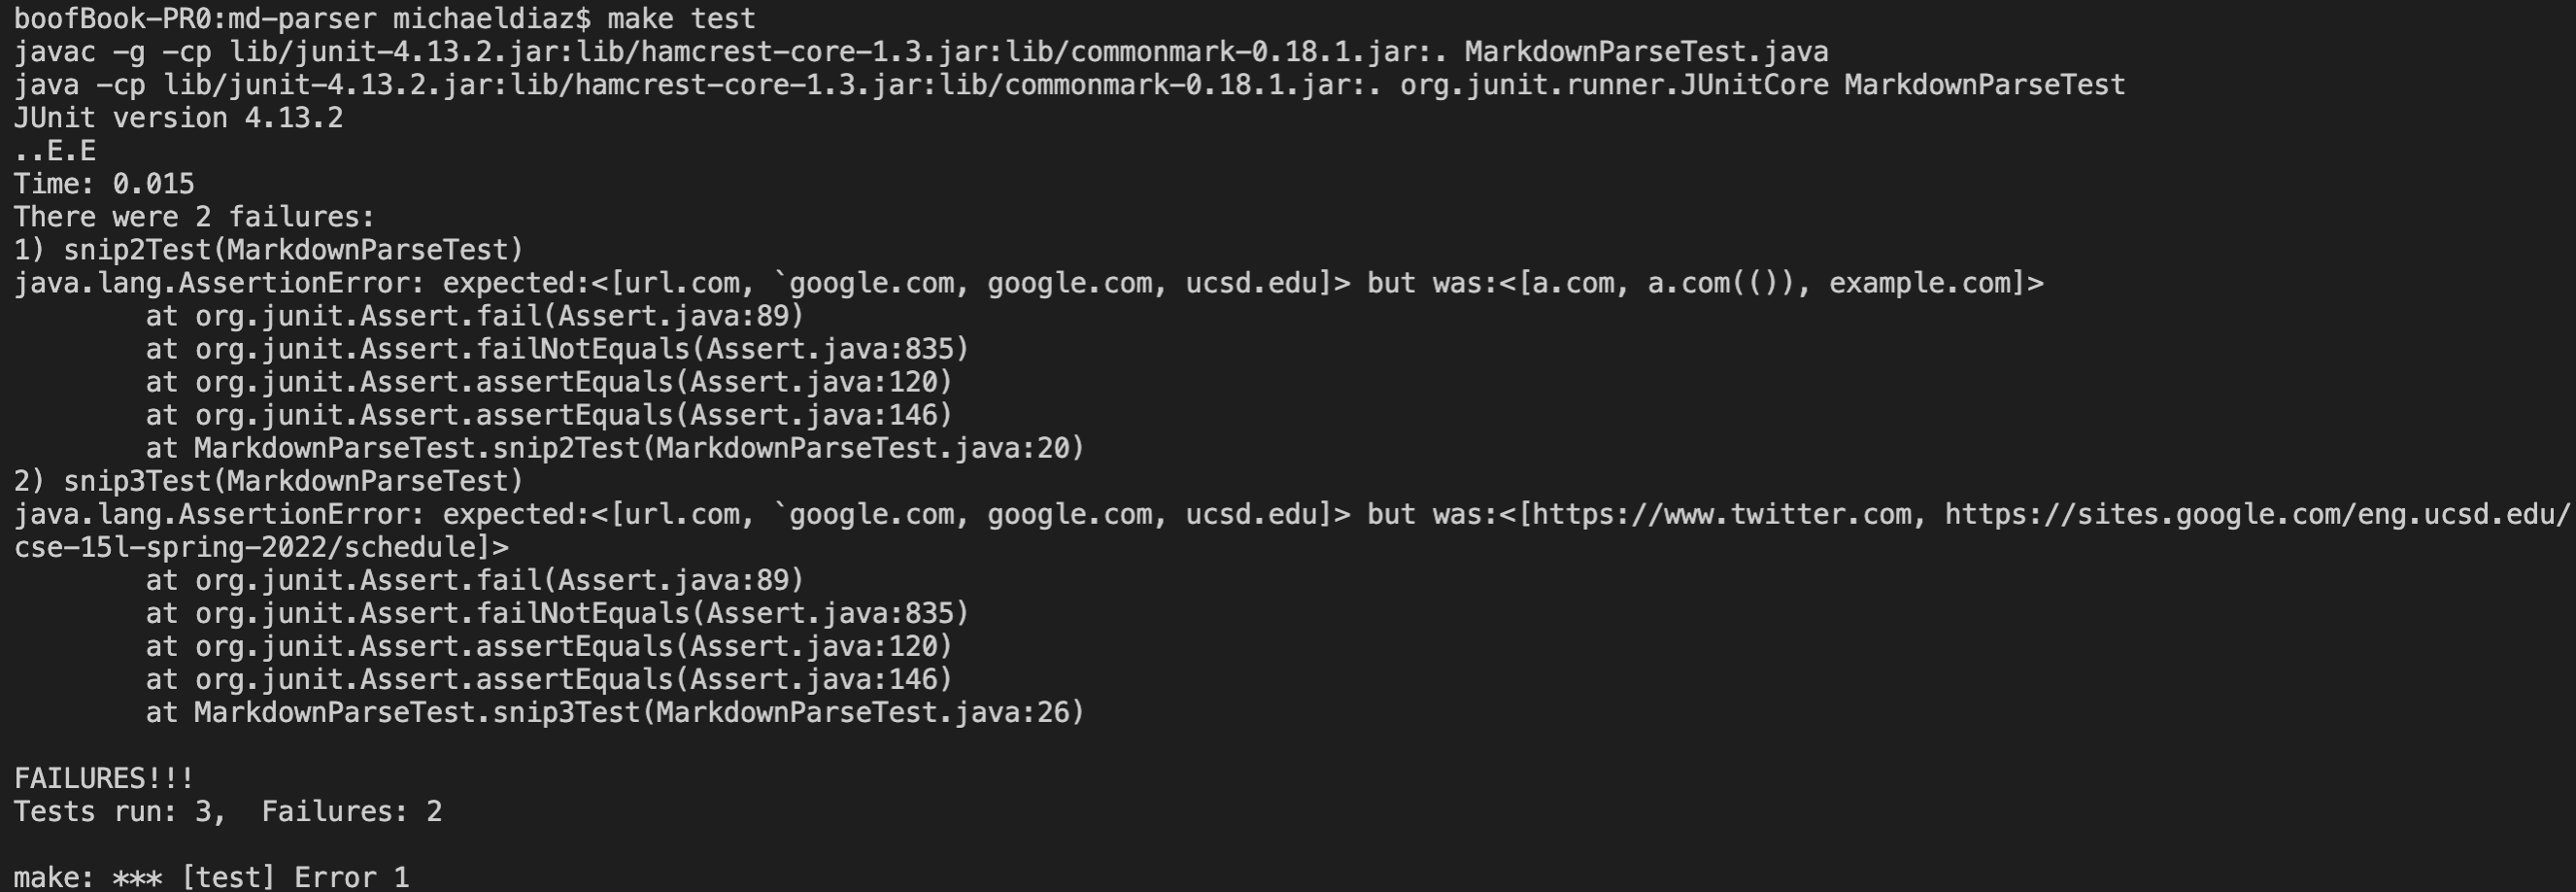 boofBook-PR0:md-parser michaeldiaz$ make test
javac -g -cp lib/junit-4.13.2.jar:lib/hamcrest-core-1.3.jar:lib/commonmark-0.18.1.jar:. MarkdownParseTest.java
java -cp lib/junit-4.13.2.jar:lib/hamcrest-core-1.3.jar:lib/commonmark-0.18.1.jar:. org.junit.runner.JUnitCore MarkdownParseTest
JUnit version 4.13.2
..E.E
Time: 0.015
There were 2 failures:
1) snip2Test(MarkdownParseTest)
java.lang.AssertionError: expected:<[url.com, `google.com, google.com, ucsd.edu]> but was:<[a.com, a.com(()), example.com]>
        at org.junit.Assert.fail(Assert.java:89)
        at org.junit.Assert.failNotEquals(Assert.java:835)
        at org.junit.Assert.assertEquals(Assert.java:120)
        at org.junit.Assert.assertEquals(Assert.java:146)
        at MarkdownParseTest.snip2Test(MarkdownParseTest.java:20)
2) snip3Test(MarkdownParseTest)
java.lang.AssertionError: expected:<[url.com, `google.com, google.com, ucsd.edu]> but was:<[https://www.twitter.com, https://sites.google.com/eng.ucsd.edu/
cse-15l-spring-2022/schedule]>
        at org.junit.Assert.fail(Assert.java:89)
        at org.junit.Assert.failNotEquals(Assert.java:835)
        at org.junit.Assert.assertEquals(Assert.java:120)
        at org.junit.Assert.assertEquals(Assert.java:146)
        at MarkdownParseTest.snip3Test(MarkdownParseTest.java:26)

FAILURES!!!
Tests run: 3,  Failures: 2

make: *** [test] Error 1